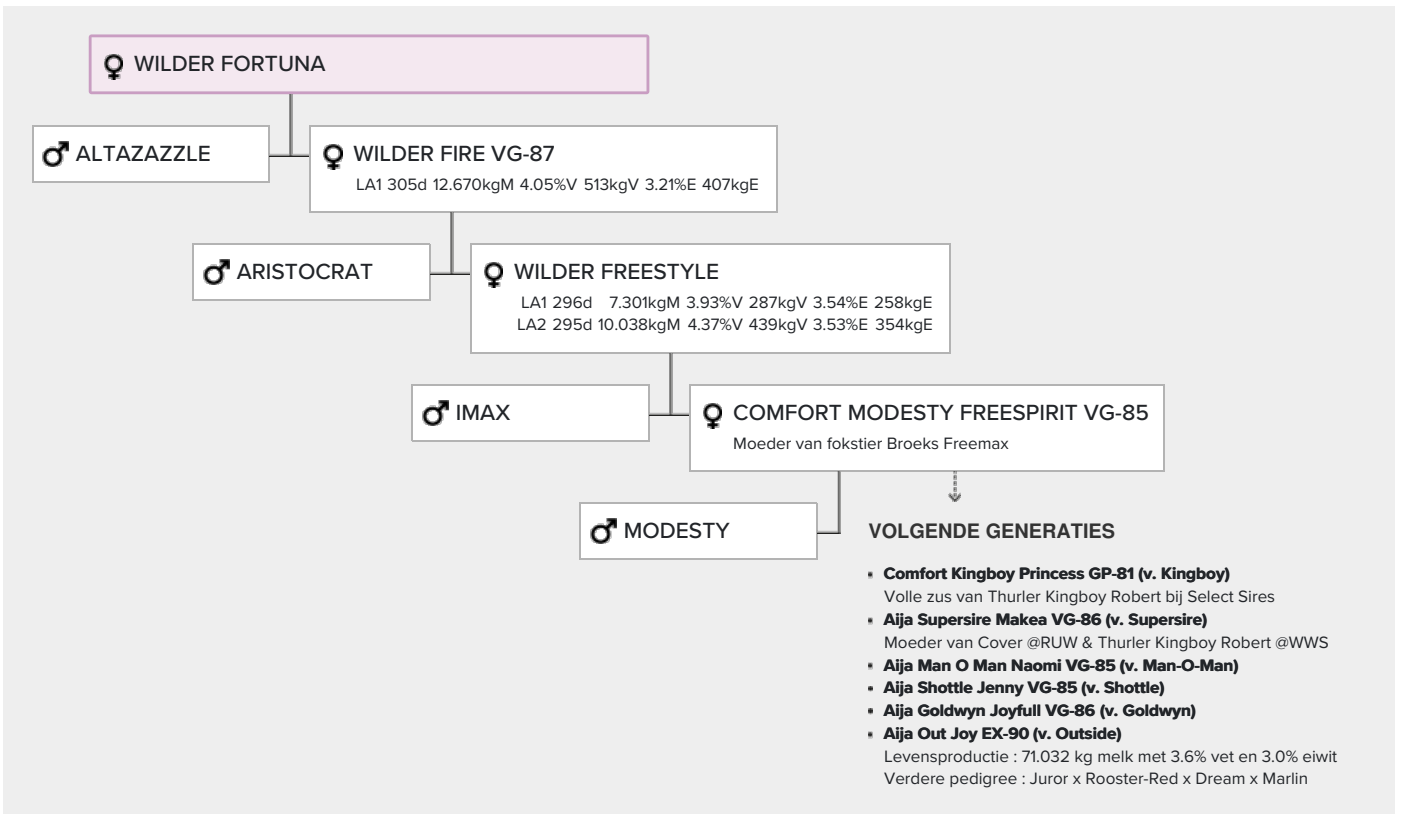 WILDER FORTUNA
ALTAZAZZLE
WILDER FIRE VG-87
LA1 305d 12.670kgM 4.05%V 513kgV 3.21%E 407kgE
ARISTOCRAT
WILDER FREESTYLE
LA1 296d 7.301kgM 3.93%V 287kgV 3.54%E 258kgE
LA2 295d 10.038kgM 4.37%V 439kgV 3.53%E 354kgE
IMAX
COMFORT MODESTY FREESPIRIT VG-85
Moeder van fokstier Broeks Freemax
MODESTY
VOLGENDE GENERATIES
Comfort Kingboy Princess GP-81 (v. Kingboy)
Volle zus van Thurler Kingboy Robert bij Select Sires
Aija Supersire Makea VG-86 (v. Supersire)
Moeder van Cover @RUW & Thurler Kingboy Robert @WWS
Aija Man O Man Naomi VG-85 (v. Man-O-Man)
Aija Shottle Jenny VG-85 (v. Shottle)
Aija Goldwyn Joyfull VG-86 (v. Goldwyn)
Aija Out Joy EX-90 (v. Outside)
Levensproductie : 71.032 kg melk met 3.6% vet en 3.0% eiwit
Verdere pedigree : Juror x Rooster-Red x Dream x Marlin